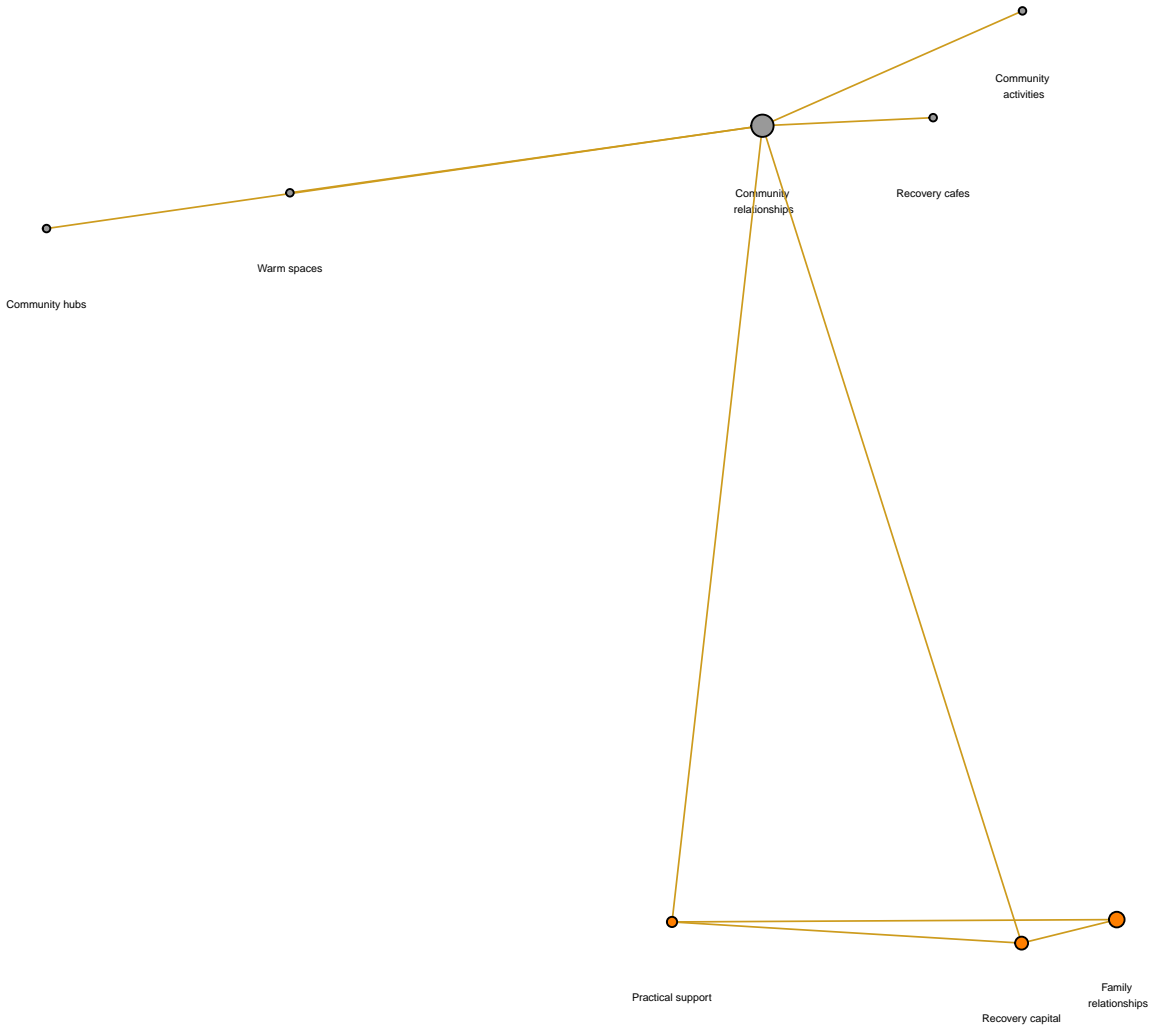 Community
activities
Community
relationships
Recovery cafes
Warm spaces
Community hubs
Practical support
Family
relationships
Recovery capital